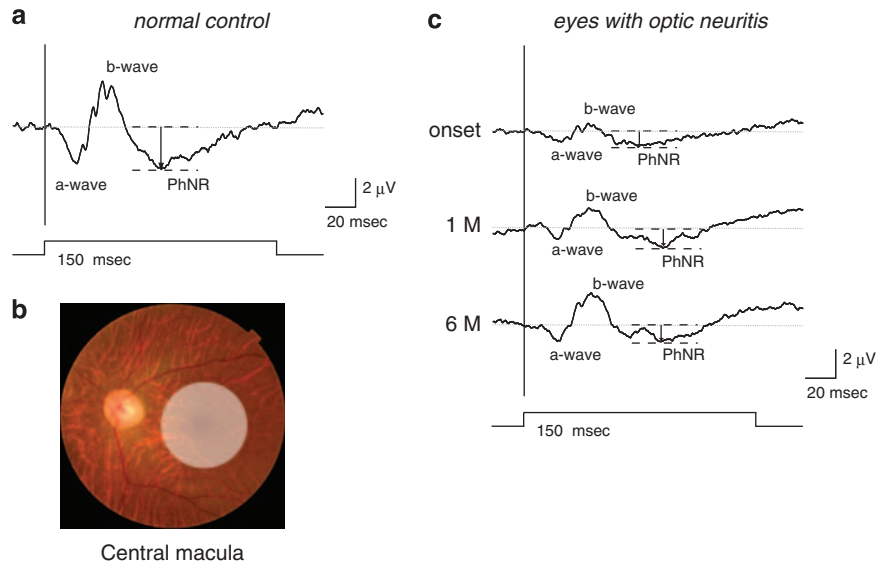 a
normal control
b-wave
a-wave
PhNR
2 μV
20 msec
150 msec
b
Central macula
c
eyes with optic neuritis
onset
b-wave
a-wave
PhNR
1 M
b-wave
a-wave
PhNR
6 M
b-wave
a-wave
PhNR
2 μV
20 msec
150 msec